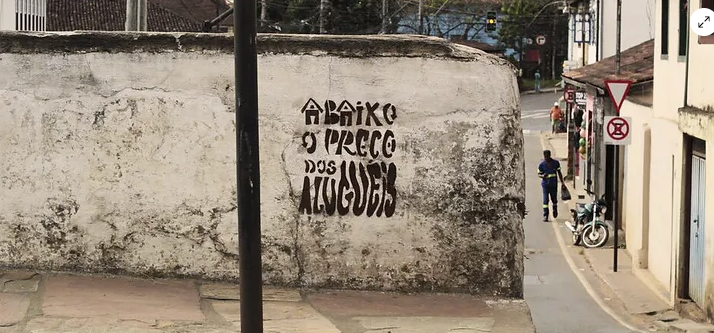 ABAIXO
O PREÇO
DOS
ALUGUÉIS